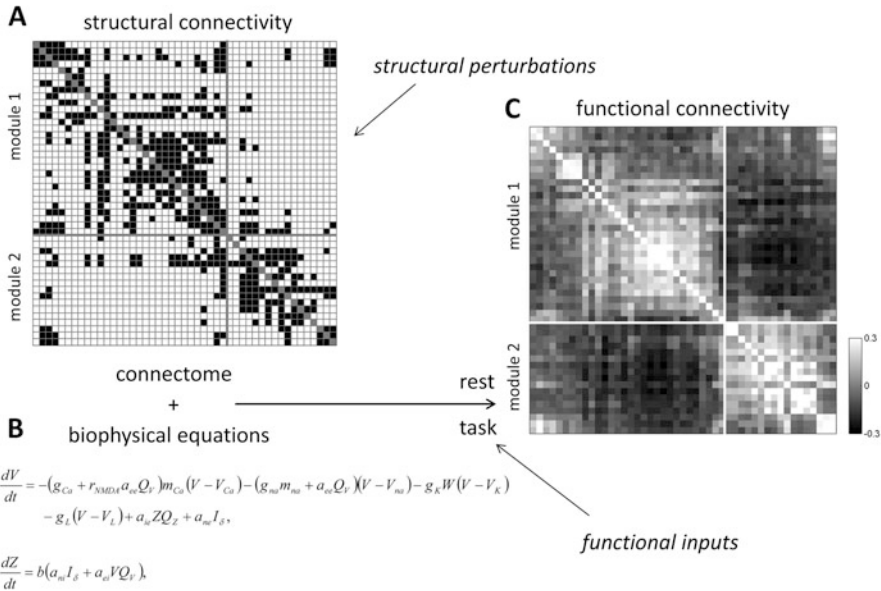 A
structural connectivity
module 1
module 2
structural perturbations
C
functional connectivity
module 1
module 2
0.3
0
-0.3
connectome
+
biophysical equations
rest
task
B
dV/dt = -(g_Ca + r_NMDA a_ee Q_V) m_Ca (V - V_Ca) - (g_na m_na + a_ee Q_V)(V - V_na) - g_K W(V - V_K)
- g_L (V - V_L) + a_ie Z Q_Z + a_ne I_δ,
functional inputs
dZ/dt = b(a_ni I_δ + a_ei V Q_V),